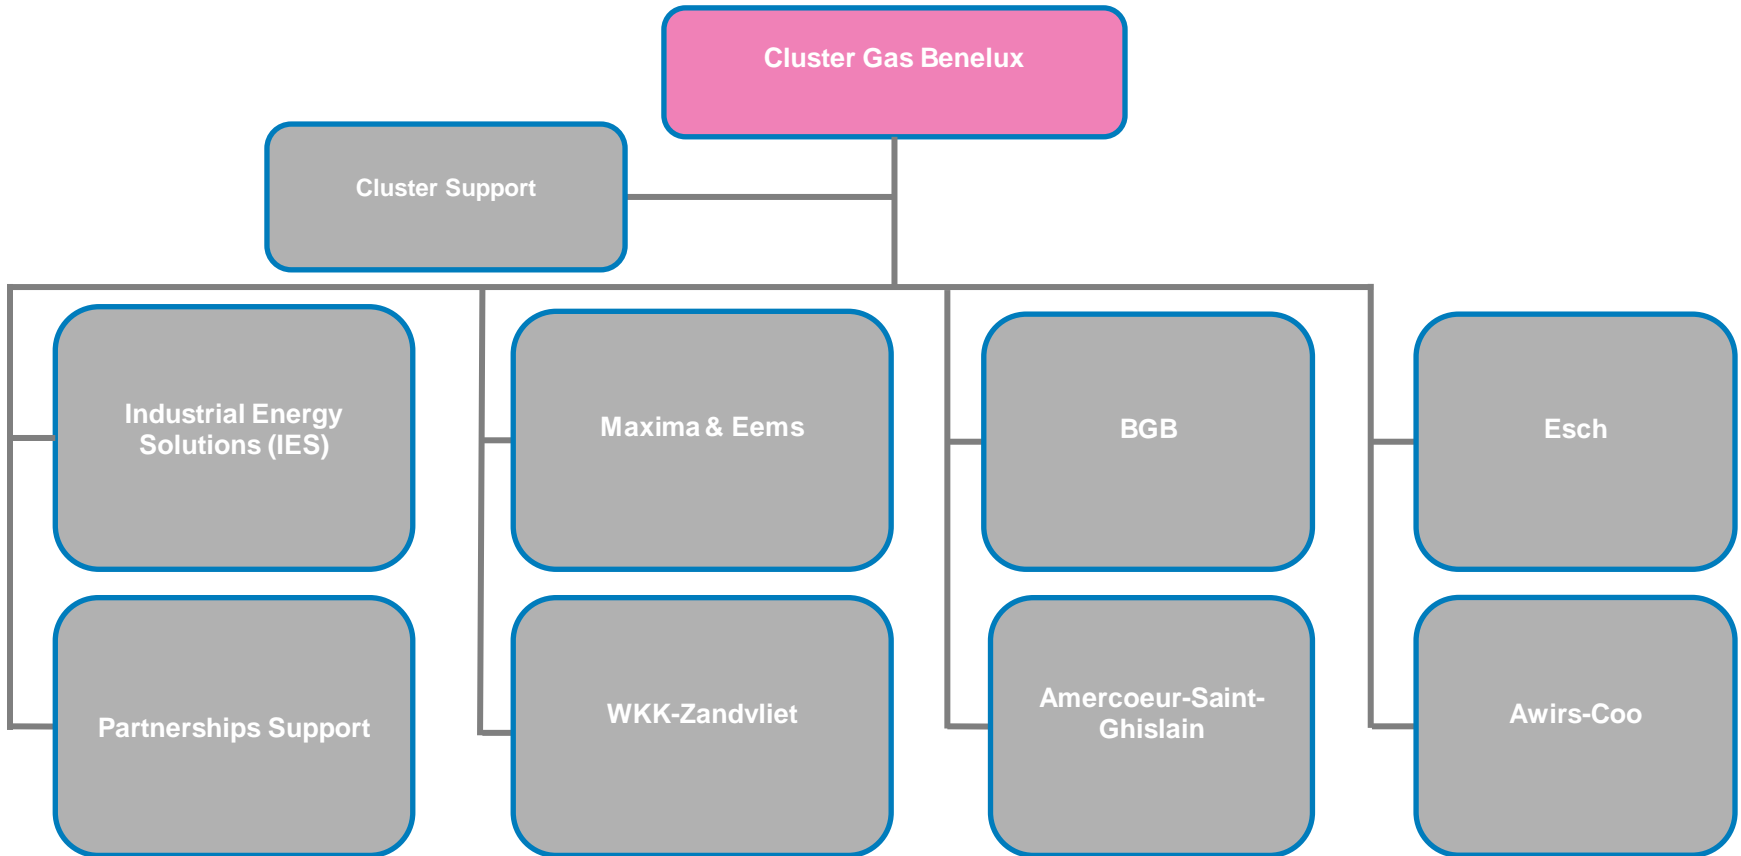 Cluster Gas Benelux
Cluster Support
Industrial Energy
Solutions (IES)
Maxima & Eems
BGB
Esch
Partnerships Support
WKK-Zandvliet
Amercoeur-Saint-
Ghislain
Awirs-Coo